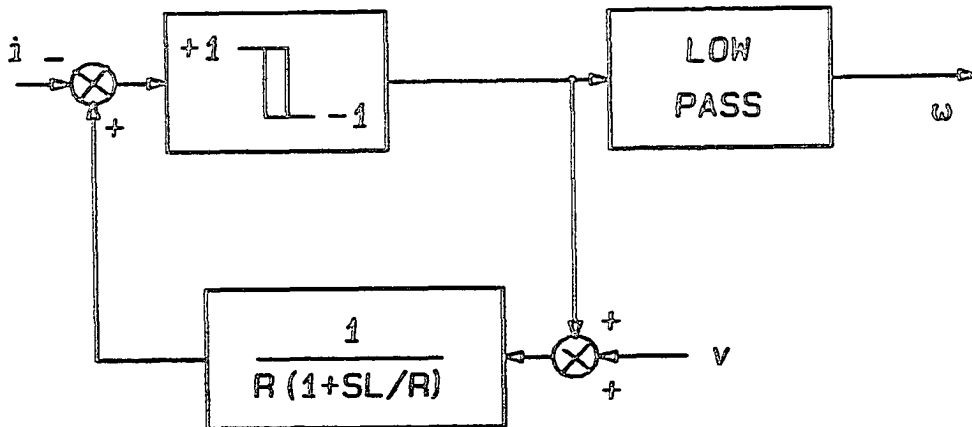 i
-
+
+1
-1
LOW
PASS
ω
1
R(1+SL/R)
+
+
v